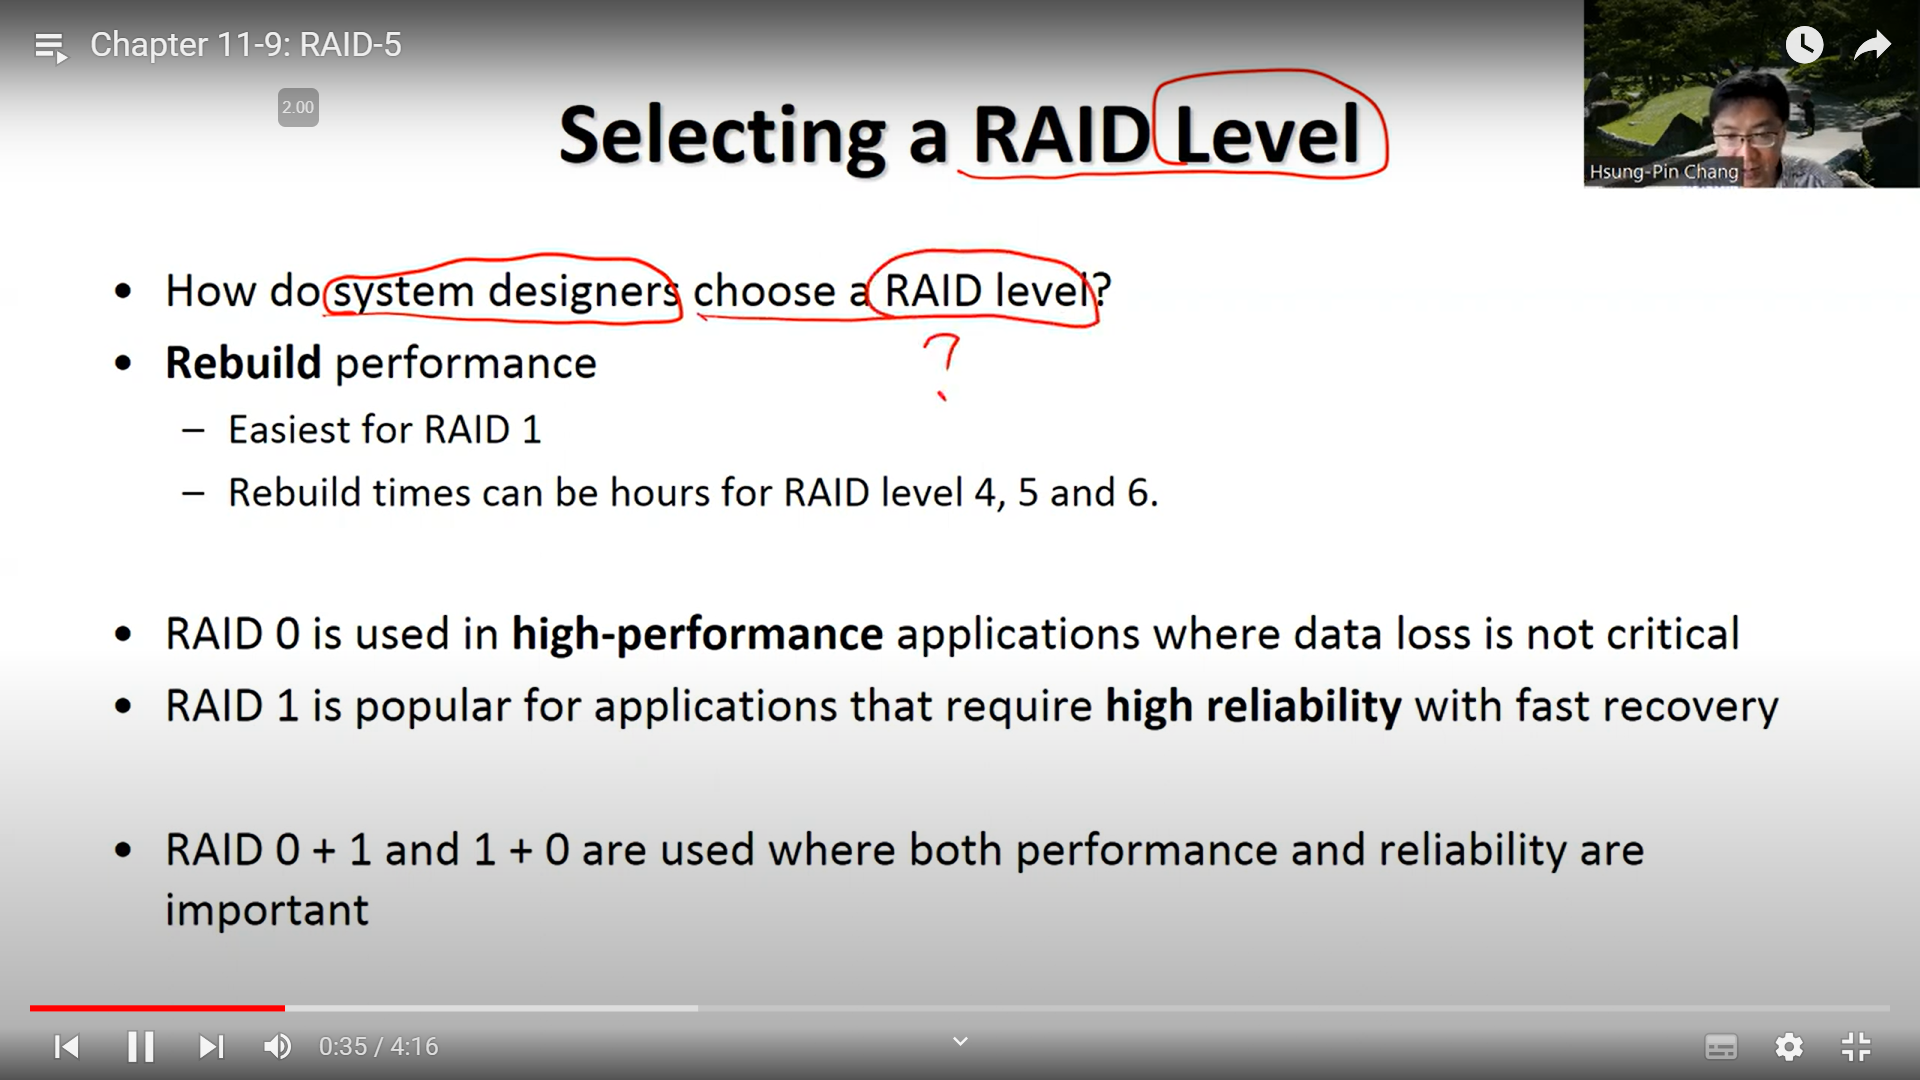 Chapter 11-9: RAID-5
2.00
Selecting a RAID Level
Hsung-Pin Chang
• How do system designers choose a RAID level?
?
• Rebuild performance
– Easiest for RAID 1
– Rebuild times can be hours for RAID level 4, 5 and 6.
• RAID 0 is used in high-performance applications where data loss is not critical
• RAID 1 is popular for applications that require high reliability with fast recovery
• RAID 0 + 1 and 1 + 0 are used where both performance and reliability are
important
0:35 / 4:16